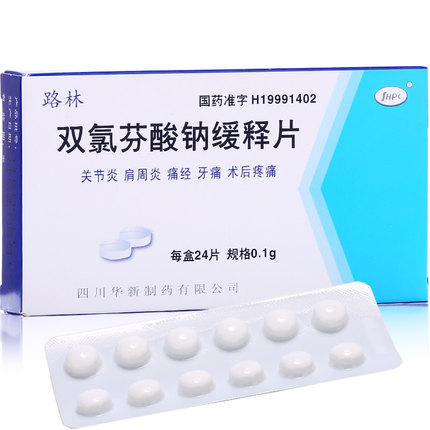 路林
国药准字 H19991402
SHPC
双氯芬酸钠缓释片
关节炎 肩周炎 痛经 牙痛 术后疼痛
每盒24片 规格0.1g
四川华新制药有限公司